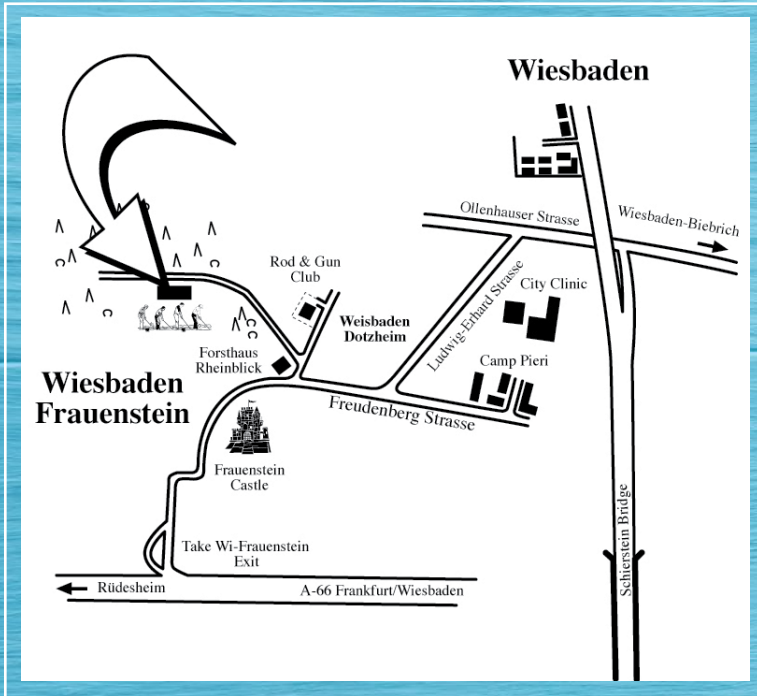 Wiesbaden
Ollenhauser Strasse
Wiesbaden-Biebrich
Rod & Gun
Club
City Clinic
Ludwig-Erhard Strasse
Weisbaden
Dotzheim
Forsthaus
Rheinblick
Camp Pieri
Wiesbaden
Frauenstein
Freudenberg Strasse
Frauenstein
Castle
Schierstein Bridge
Take Wi-Frauenstein
Exit
Rüdesheim
A-66 Frankfurt/Wiesbaden